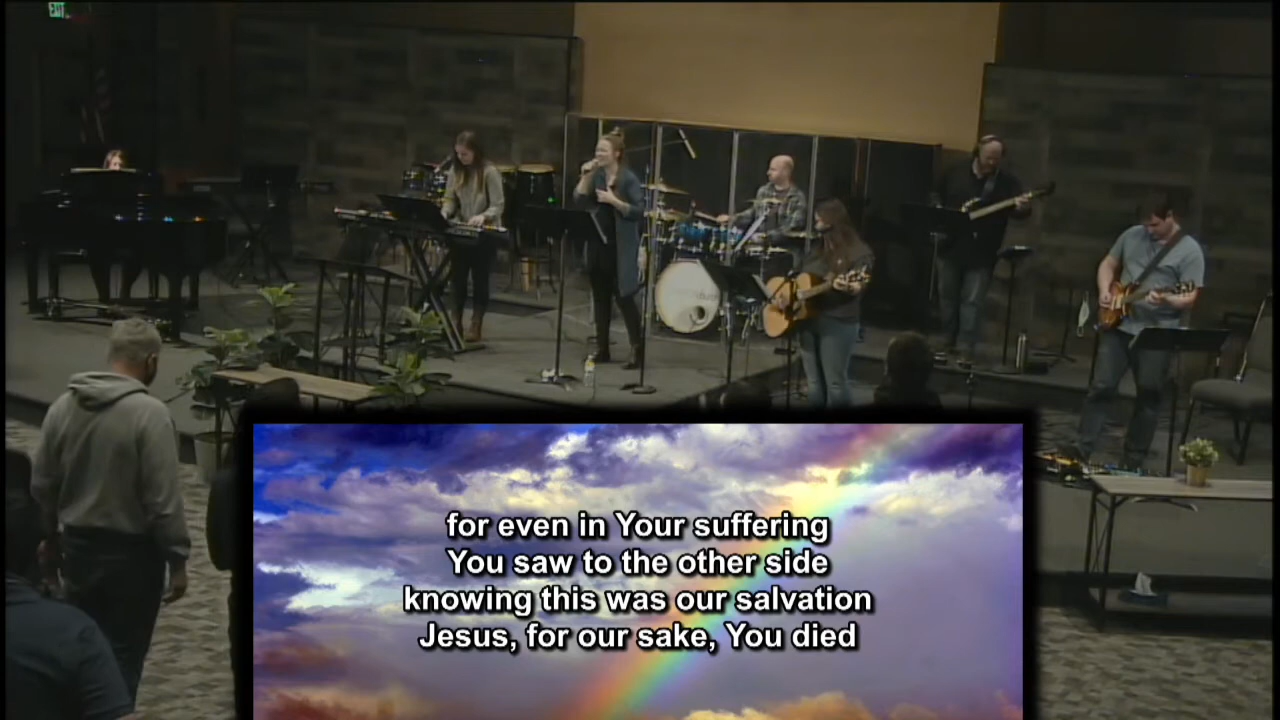 EXIT
for even in Your suffering
You saw to the other side
knowing this was our salvation
Jesus, for our sake, You died